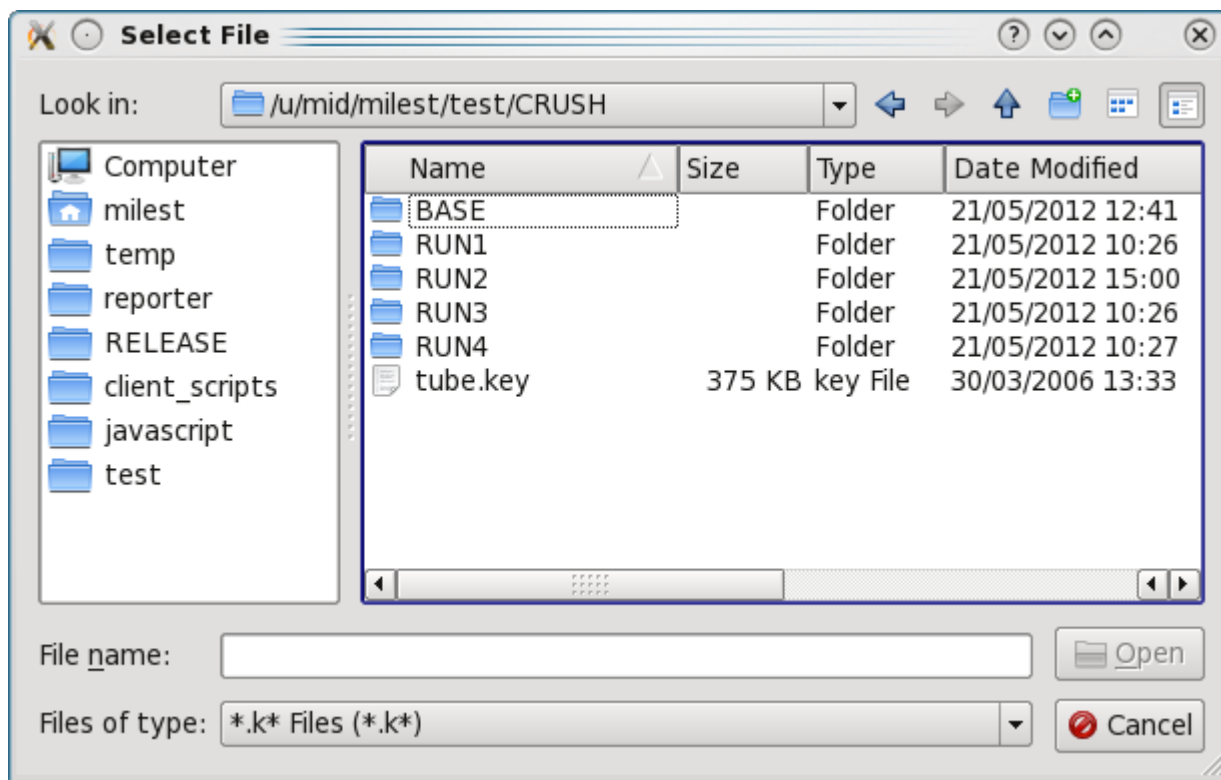 Select File
Look in: /u/mid/milest/test/CRUSH
Computer
milest
temp
reporter
RELEASE
client_scripts
javascript
test
Name Size Type Date Modified
BASE Folder 21/05/2012 12:41
RUN1 Folder 21/05/2012 10:26
RUN2 Folder 21/05/2012 15:00
RUN3 Folder 21/05/2012 10:26
RUN4 Folder 21/05/2012 10:27
tube.key 375 KB key File 30/03/2006 13:33
File name: Open
Files of type: *.k* Files (*.k*) Cancel